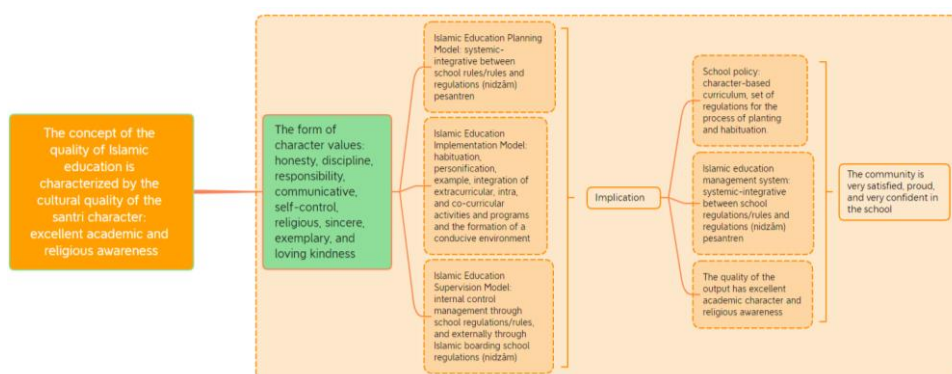 The concept of the
quality of Islamic
education is
characterized by the
cultural quality of the
santri character:
excellent academic and
religious awareness
The form of
character values:
honesty, discipline,
responsibility,
communicative,
self-control,
religious, sincere,
exemplary, and
loving kindness
Islamic Education Planning
Model: systemic-
integrative between
school rules/rules and
regulations (nidzām)
pesantren
Islamic Education
Implementation Model:
habituation,
personification,
example, integration of
extracurricular, intra,
and co-curricular
activities and programs
and the formation of a
conducive environment
Islamic Education
Supervision Model:
internal control
management through
school regulations/rules,
and externally through
Islamic boarding school
regulations (nidzām)
Implication
School policy:
character-based
curriculum, set of
regulations for the
process of planting
and habituation
Islamic education
management system:
systemic-integrative
between school
regulations/rules and
regulations (nidzām)
pesantren
The quality of the
output has excellent
academic character and
religious awareness
The community is
very satisfied, proud,
and very confident in
the school